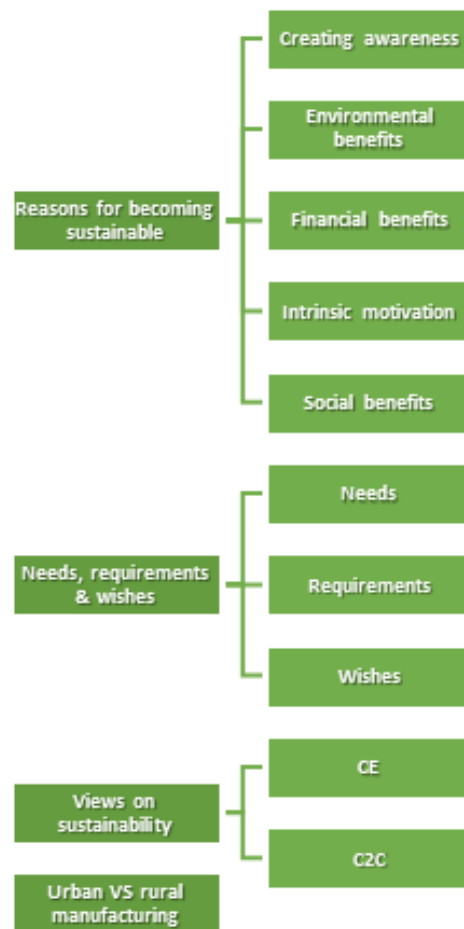 Creating awareness
Environmental
benefits
Reasons for becoming
sustainable
Financial benefits
Intrinsic motivation
Social benefits
Needs
Needs, requirements
& wishes
Requirements
Wishes
CE
Views on
sustainability
C2C
Urban VS rural
manufacturing